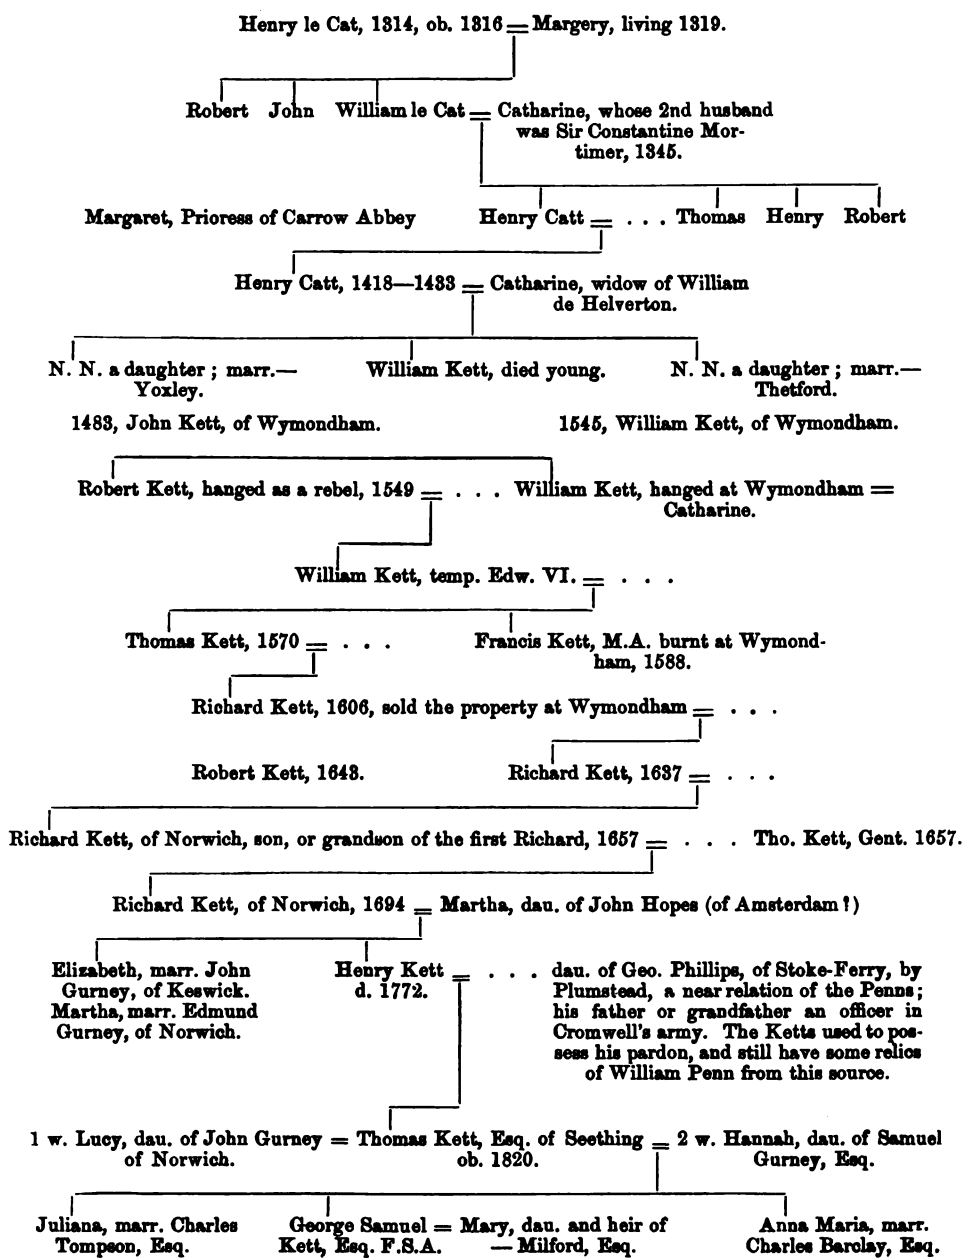 Henry le Cat, 1314, ob. 1316 = Margery, living 1319.
Robert John William le Cat = Catharine, whose 2nd husband
was Sir Constantine Mor-
timer, 1345.
Margaret, Prioress of Carrow Abbey Henry Catt = . . . Thomas Henry Robert
Henry Catt, 1418—1433 = Catharine, widow of William
de Helverton.
N. N. a daughter ; marr.— William Kett, died young. N. N. a daughter ; marr.—
Yoxley. Thetford.
1483, John Kett, of Wymondham. 1545, William Kett, of Wymondham.
Robert Kett, hanged as a rebel, 1549 = . . . William Kett, hanged at Wymondham =
Catharine.
William Kett, temp. Edw. VI. = . . .
Thomas Kett, 1570 = . . . Francis Kett, M.A. burnt at Wymond-
ham, 1588.
Richard Kett, 1606, sold the property at Wymondham = . . .
Robert Kett, 1643. Richard Kett, 1637 = . . .
Richard Kett, of Norwich, son, or grandson of the first Richard, 1657 = . . . Tho. Kett, Gent. 1657.
Richard Kett, of Norwich, 1694 = Martha, dau. of John Hopes (of Amsterdam ?)
Elizabeth, marr. John Henry Kett = . . . dau. of Geo. Phillips, of Stoke-Ferry, by
Gurney, of Keswick. d. 1772. Plumstead, a near relation of the Penns ;
Martha, marr. Edmund his father or grandfather an officer in
Gurney, of Norwich. Cromwell's army. The Ketts used to pos-
sess his pardon, and still have some relics
of William Penn from this source.
1 w. Lucy, dau. of John Gurney = Thomas Kett, Esq. of Seething = 2 w. Hannah, dau. of Samuel
of Norwich. ob. 1820. Gurney, Esq.
Juliana, marr. Charles George Samuel = Mary, dau. and heir of Anna Maria, marr.
Tompson, Esq. Kett, Esq. F.S.A. — Milford, Esq. Charles Barclay, Esq.